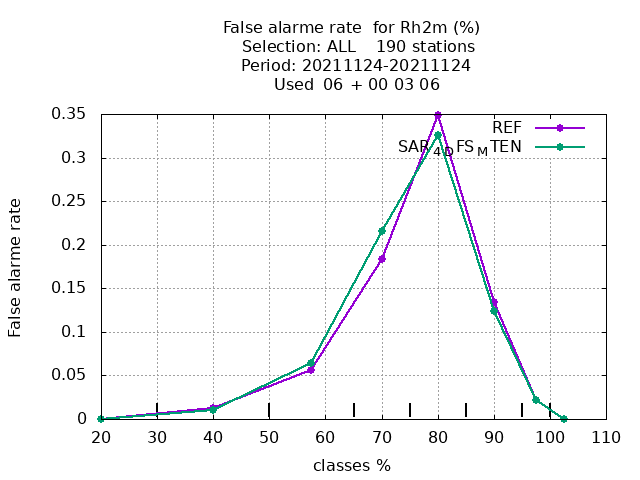 False alarme rate  for Rh2m (%)
Selection: ALL    190 stations
Period: 20211124-20211124
Used  06 + 00 03 06
0.35
0.3
0.25
0.2
0.15
0.1
0.05
0
False alarme rate
REF
SAR4DFSMTEN
20 30 40 50 60 70 80 90 100 110
classes %